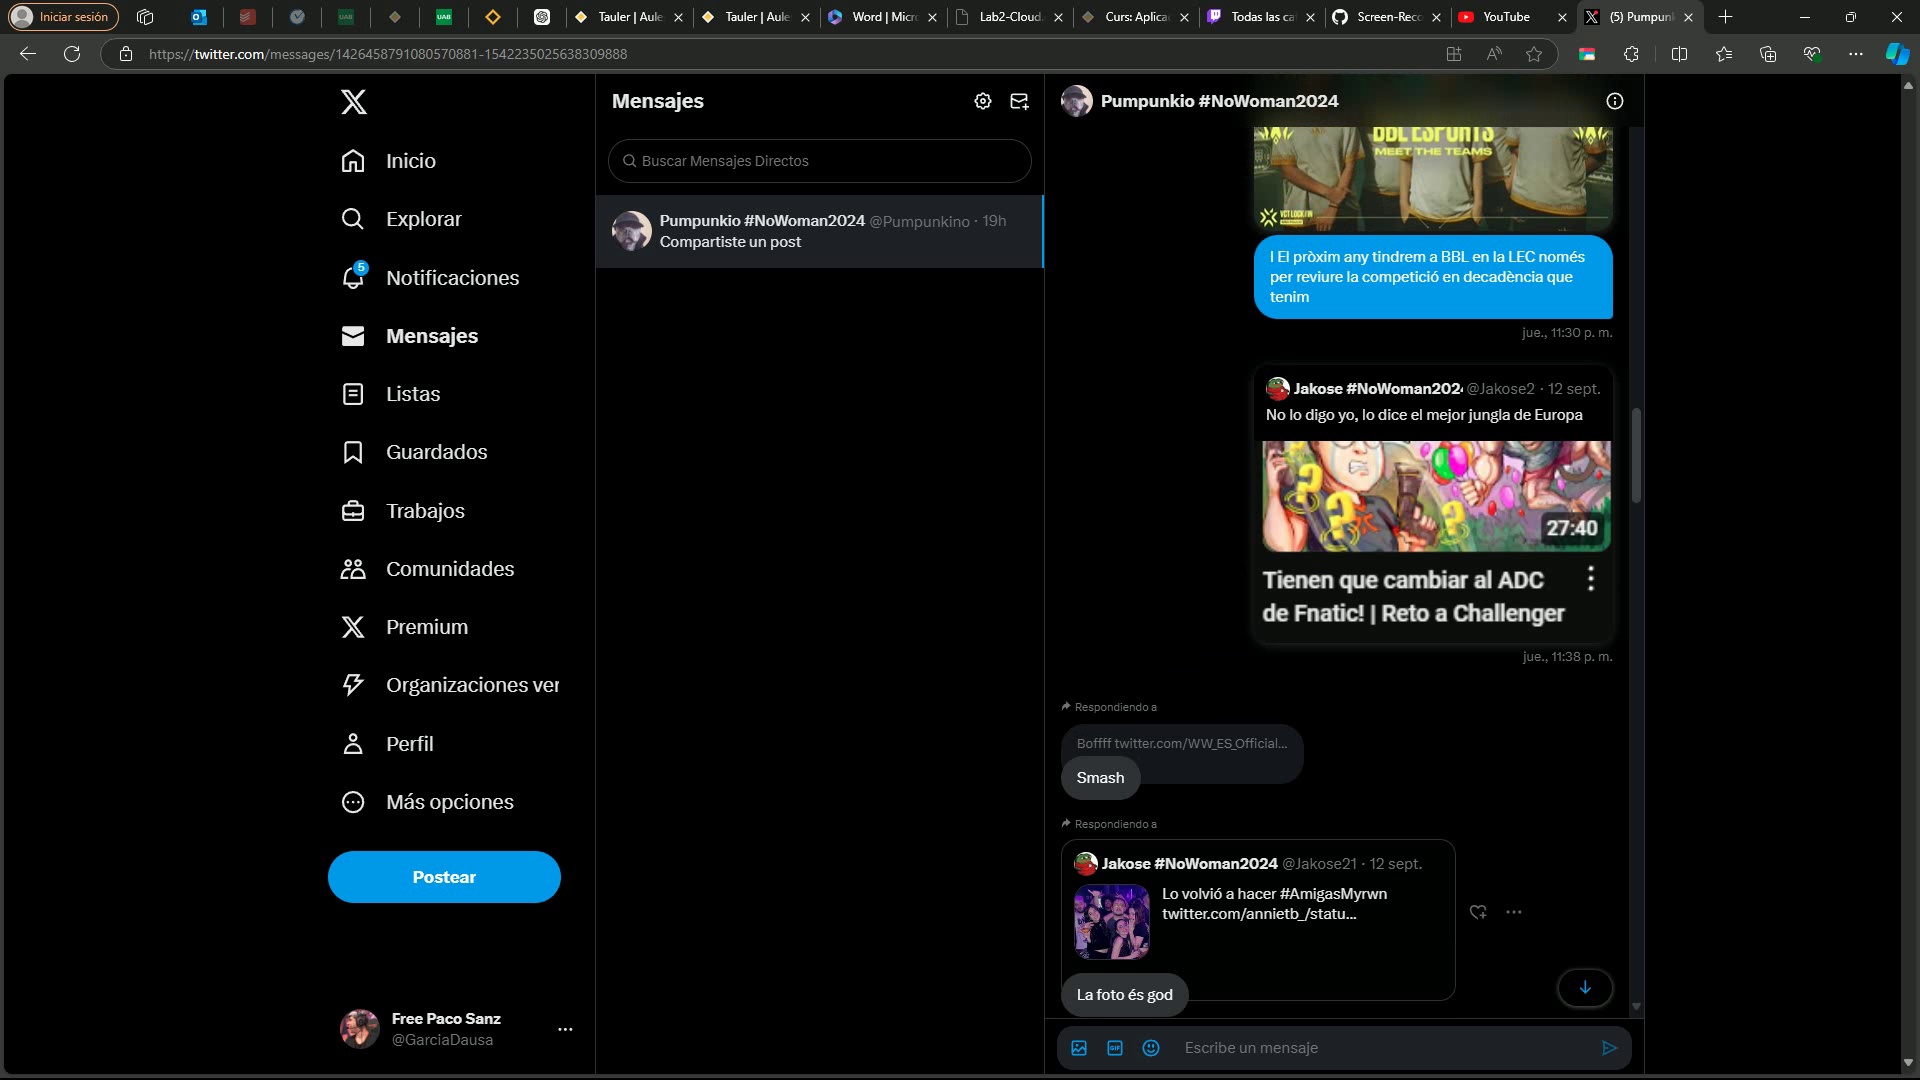 Iniciar sesión
UAB
UAB
Tauler | Aule
Tauler | Aule
Word | Micr
Lab2-Cloud.
Curs: Aplica
Todas las ca
Screen-Rec
YouTube
(5) Pumpun
https://twitter.com/messages/1426458791080570881-1542235025638309888
Inicio
Explorar
5
Notificaciones
Mensajes
Listas
Guardados
Trabajos
Comunidades
Premium
Organizaciones ver
Perfil
Más opciones
Postear
Free Paco Sanz
@GarciaDausa
Mensajes
Buscar Mensajes Directos
Pumpunkio #NoWoman2024 @Pumpunkino · 19h
Compartiste un post
Pumpunkio #NoWoman2024
BBL ESPORTS
MEET THE TEAMS
VCT LOCK//IN
I El pròxim any tindrem a BBL en la LEC només
per reviure la competició en decadència que
tenim
jue., 11:30 p. m.
Jakose #NoWoman202 @Jakose2 · 12 sept.
No lo digo yo, lo dice el mejor jungla de Europa
27:40
Tienen que cambiar al ADC
de Fnatic! | Reto a Challenger
jue., 11:38 p. m.
Respondiendo a
Boffff twitter.com/WW_ES_Official...
Smash
Respondiendo a
Jakose #NoWoman2024 @Jakose21 · 12 sept.
Lo volvió a hacer #AmigasMyrwn
twitter.com/annietb_/statu...
La foto és god
GIF
Escribe un mensaje